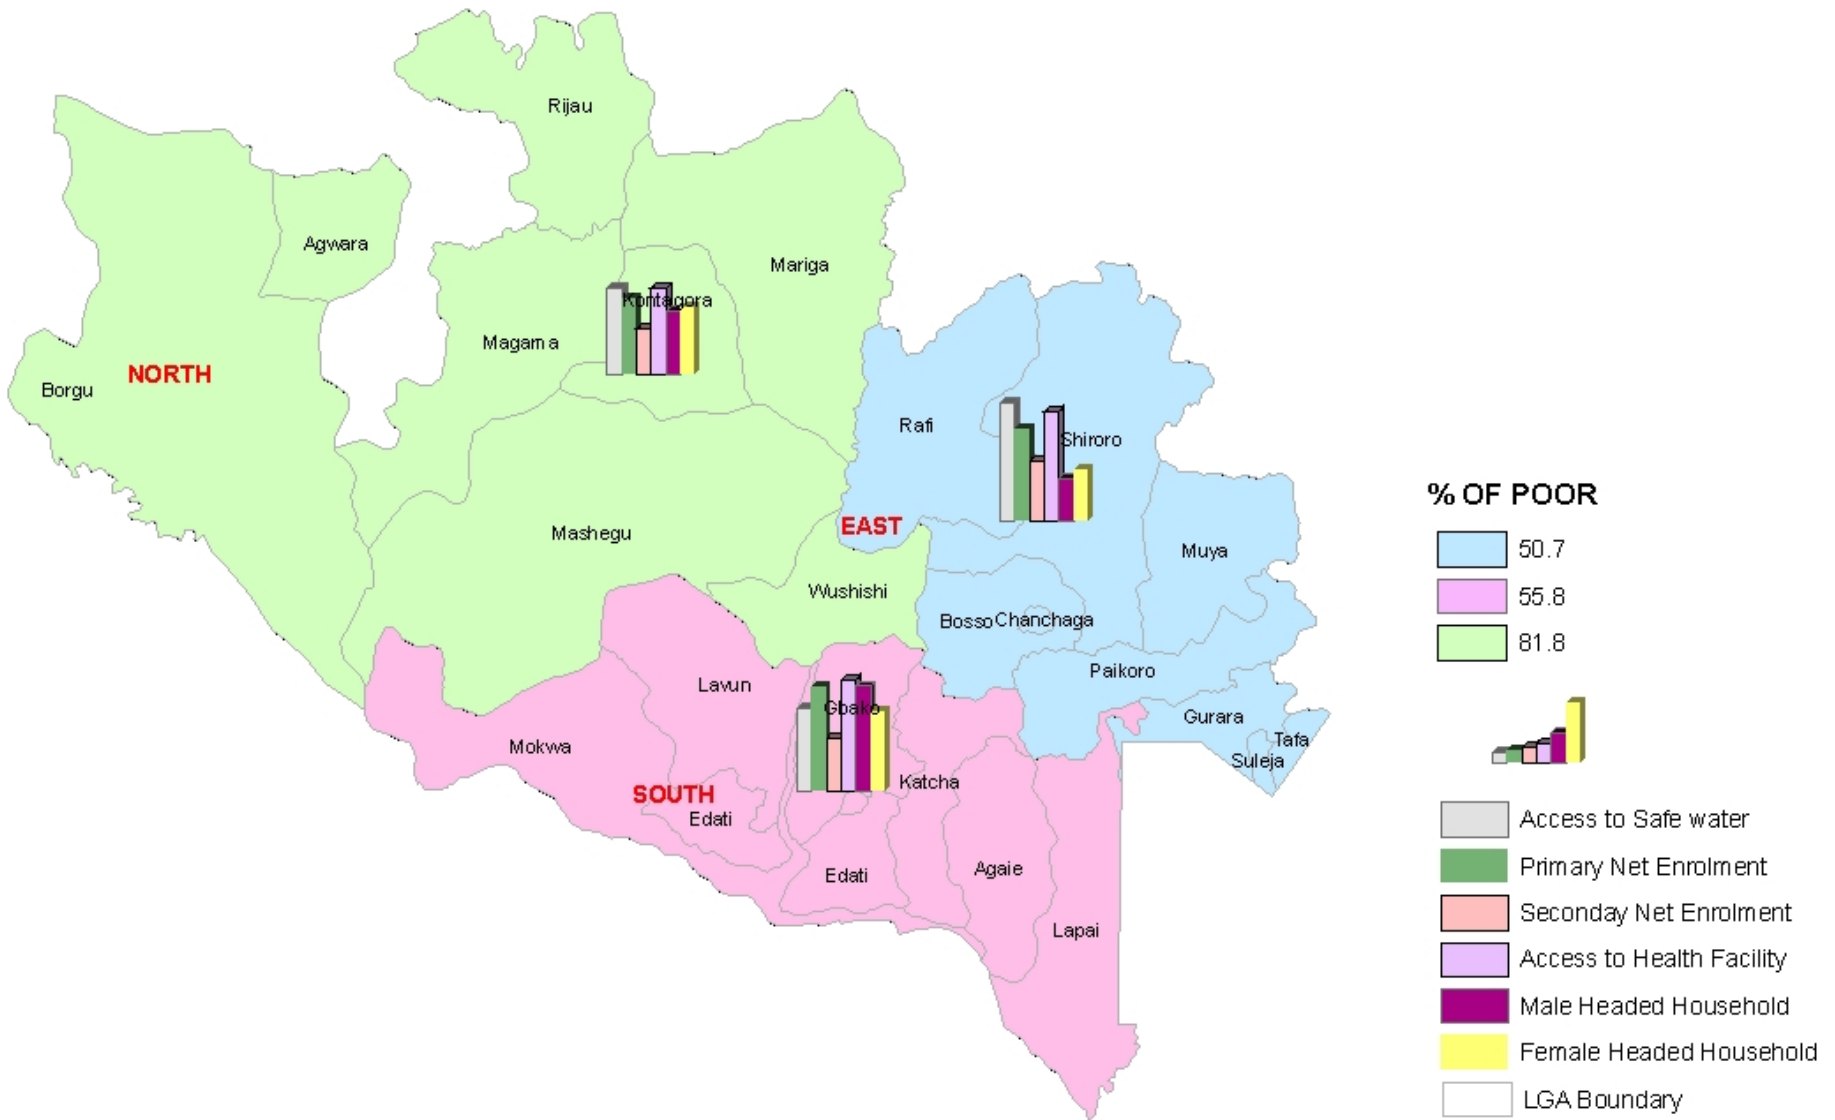 Rijau
Agwara
Mariga
Kontagora
Magama
NORTH
Borgu
Rafi
Shiroro
% OF POOR
EAST
Mashegu
50.7
Muya
Wushishi
55.8
Bosso
Chanchaga
81.8
Paikoro
Lavun
Gbako
Gurara
Mokwa
Tafa
Suleja
Katcha
SOUTH
Edati
Access to Safe water
Edati
Agaie
Primary Net Enrolment
Seconday Net Enrolment
Lapai
Access to Health Facility
Male Headed Household
Female Headed Household
LGA Boundary